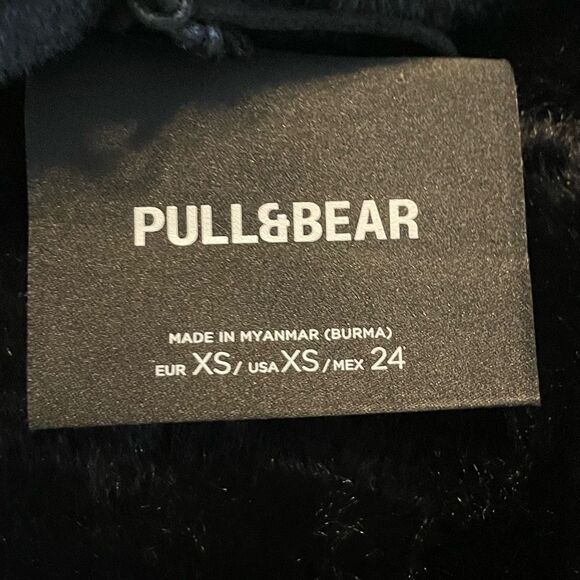 PULL&BEAR
MADE IN MYANMAR (BURMA)
EUR XS/ USA XS/ MEX 24